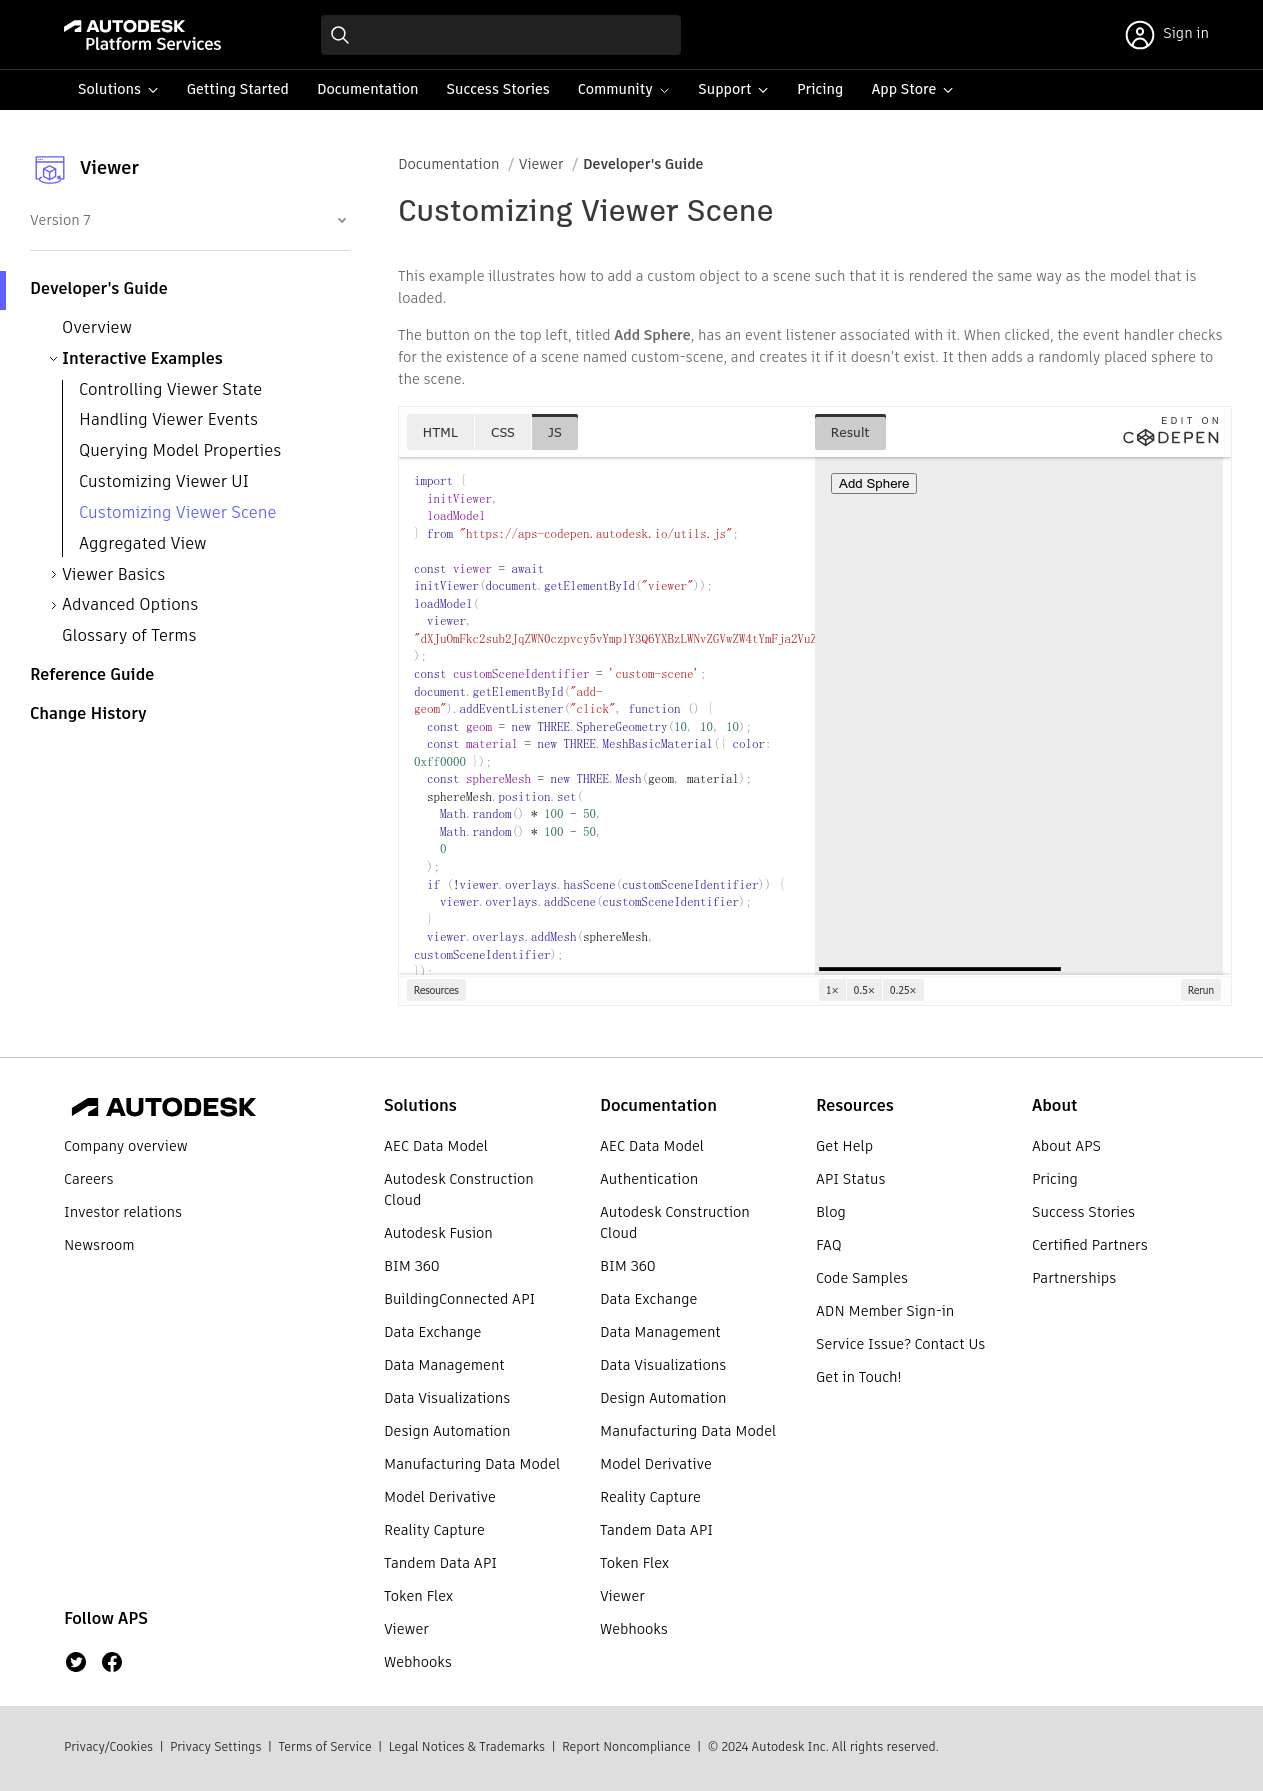 AUTODESK
Platform Services
Sign in
Solutions Getting Started Documentation Success Stories Community Support Pricing App Store
Viewer
Version 7
Developer's Guide
Overview
Interactive Examples
Controlling Viewer State
Handling Viewer Events
Querying Model Properties
Customizing Viewer UI
Customizing Viewer Scene
Aggregated View
Viewer Basics
Advanced Options
Glossary of Terms
Reference Guide
Change History
Documentation / Viewer / Developer's Guide
Customizing Viewer Scene
This example illustrates how to add a custom object to a scene such that it is rendered the same way as the model that is
loaded.
The button on the top left, titled Add Sphere, has an event listener associated with it. When clicked, the event handler checks
for the existence of a scene named custom-scene, and creates it if it doesn't exist. It then adds a randomly placed sphere to
the scene.
HTML CSS JS Result EDIT ON
CODEPEN
import {
initViewer,
loadModel
} from "https://aps-codepen.autodesk.io/utils.js";
const viewer = await
initViewer(document.getElementById("viewer"));
loadModel(
viewer,
);
const customSceneIdentifier = 'custom-scene';
document.getElementById("add-
geom").addEventListener("click", function () {
const geom = new THREE.SphereGeometry(10, 10, 10);
const material = new THREE.MeshBasicMaterial({ color:
0xff0000 });
const sphereMesh = new THREE.Mesh(geom, material);
sphereMesh.position.set(
Math.random() * 100 - 50,
Math.random() * 100 - 50,
0
);
if (!viewer.overlays.hasScene(customSceneIdentifier)) {
viewer.overlays.addScene(customSceneIdentifier);
}
viewer.overlays.addMesh(sphereMesh,
customSceneIdentifier);
});
Add Sphere
Resources 1× 0.5× 0.25× Rerun
AUTODESK
Company overview
Careers
Investor relations
Newsroom
Follow APS
Solutions
AEC Data Model
Autodesk Construction
Cloud
Autodesk Fusion
BIM 360
BuildingConnected API
Data Exchange
Data Management
Data Visualizations
Design Automation
Manufacturing Data Model
Model Derivative
Reality Capture
Tandem Data API
Token Flex
Viewer
Webhooks
Documentation
AEC Data Model
Authentication
Autodesk Construction
Cloud
BIM 360
Data Exchange
Data Management
Data Visualizations
Design Automation
Manufacturing Data Model
Model Derivative
Reality Capture
Tandem Data API
Token Flex
Viewer
Webhooks
Resources
Get Help
API Status
Blog
FAQ
Code Samples
ADN Member Sign-in
Service Issue? Contact Us
Get in Touch!
About
About APS
Pricing
Success Stories
Certified Partners
Partnerships
Privacy/Cookies | Privacy Settings | Terms of Service | Legal Notices & Trademarks | Report Noncompliance | © 2024 Autodesk Inc. All rights reserved.